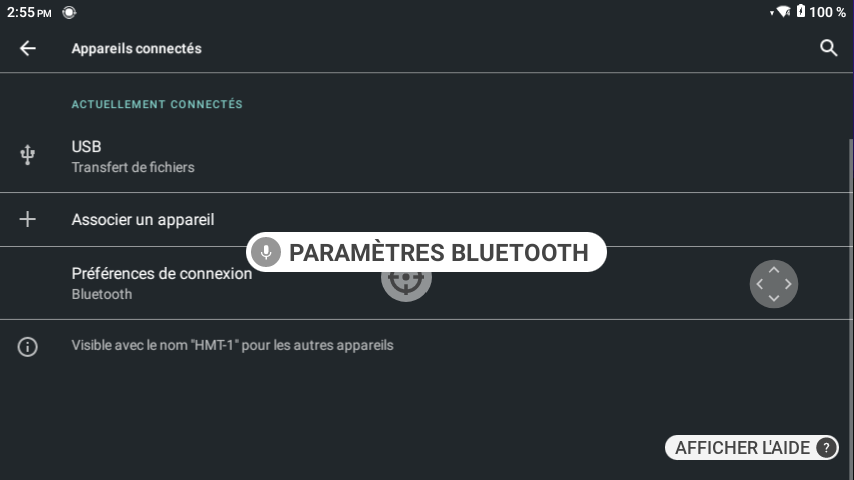 2:55 PM
100 %
Appareils connectés
ACTUELLEMENT CONNECTÉS
USB
Transfert de fichiers
Associer un appareil
PARAMÈTRES BLUETOOTH
Préférences de connexion
Bluetooth
Visible avec le nom "HMT-1" pour les autres appareils
AFFICHER L'AIDE ?